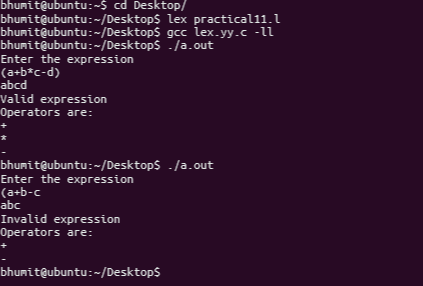 bhumit@ubuntu:~$ cd Desktop/
bhumit@ubuntu:~/Desktop$ lex practical11.l
bhumit@ubuntu:~/Desktop$ gcc lex.yy.c -ll
bhumit@ubuntu:~/Desktop$ ./a.out
Enter the expression
(a+b*c-d)
abcd
Valid expression
Operators are:
+
*
-
bhumit@ubuntu:~/Desktop$ ./a.out
Enter the expression
(a+b-c
abc
Invalid expression
Operators are:
+
-
bhumit@ubuntu:~/Desktop$